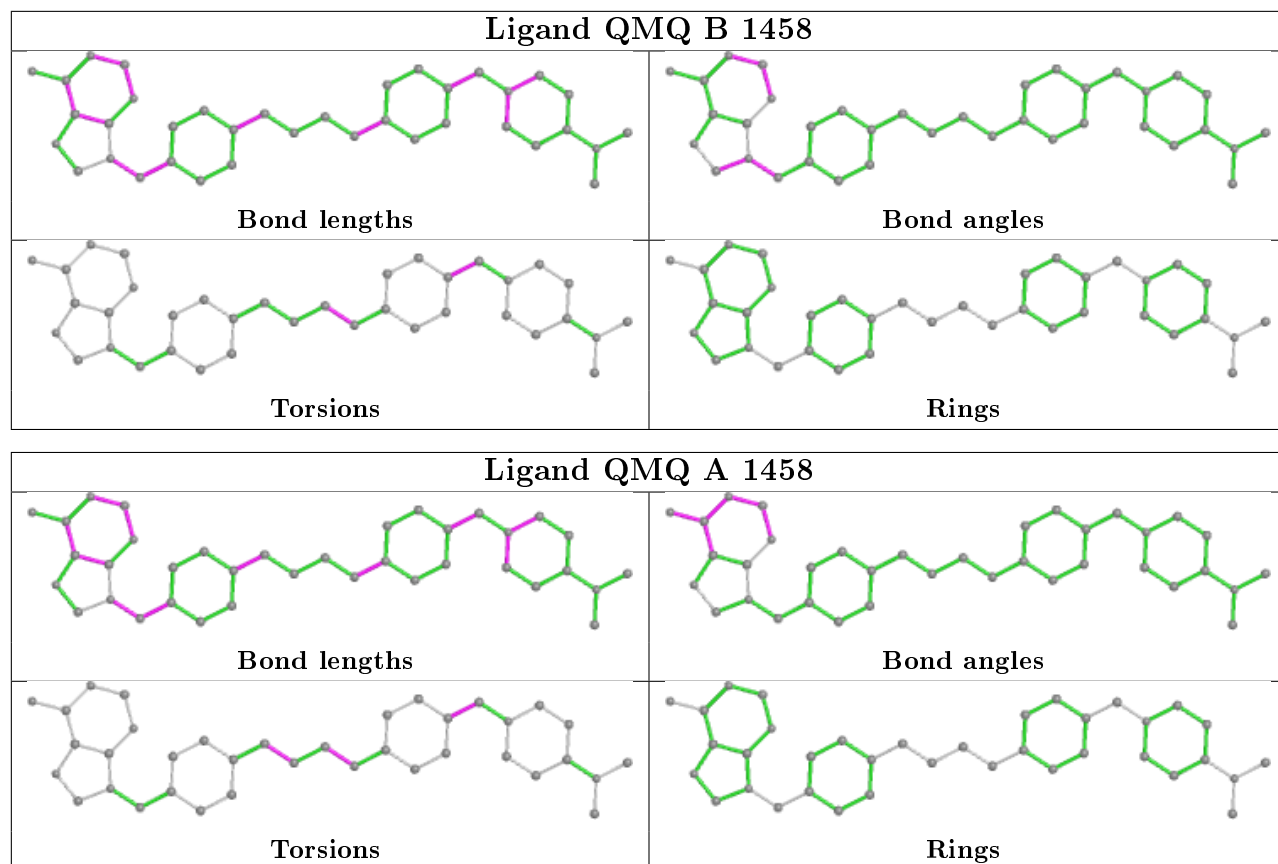 Ligand QMQ B 1458
Bond lengths
Bond angles
Torsions
Rings
Ligand QMQ A 1458
Bond lengths
Bond angles
Torsions
Rings